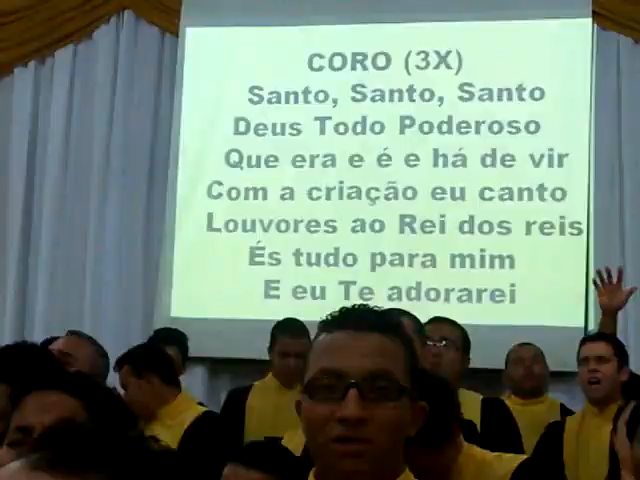 CORO (3X)
Santo, Santo, Santo
Deus Todo Poderoso
Que era e é e há de vir
Com a criação eu canto
Louvores ao Rei dos reis
És tudo para mim
E eu Te adorarei